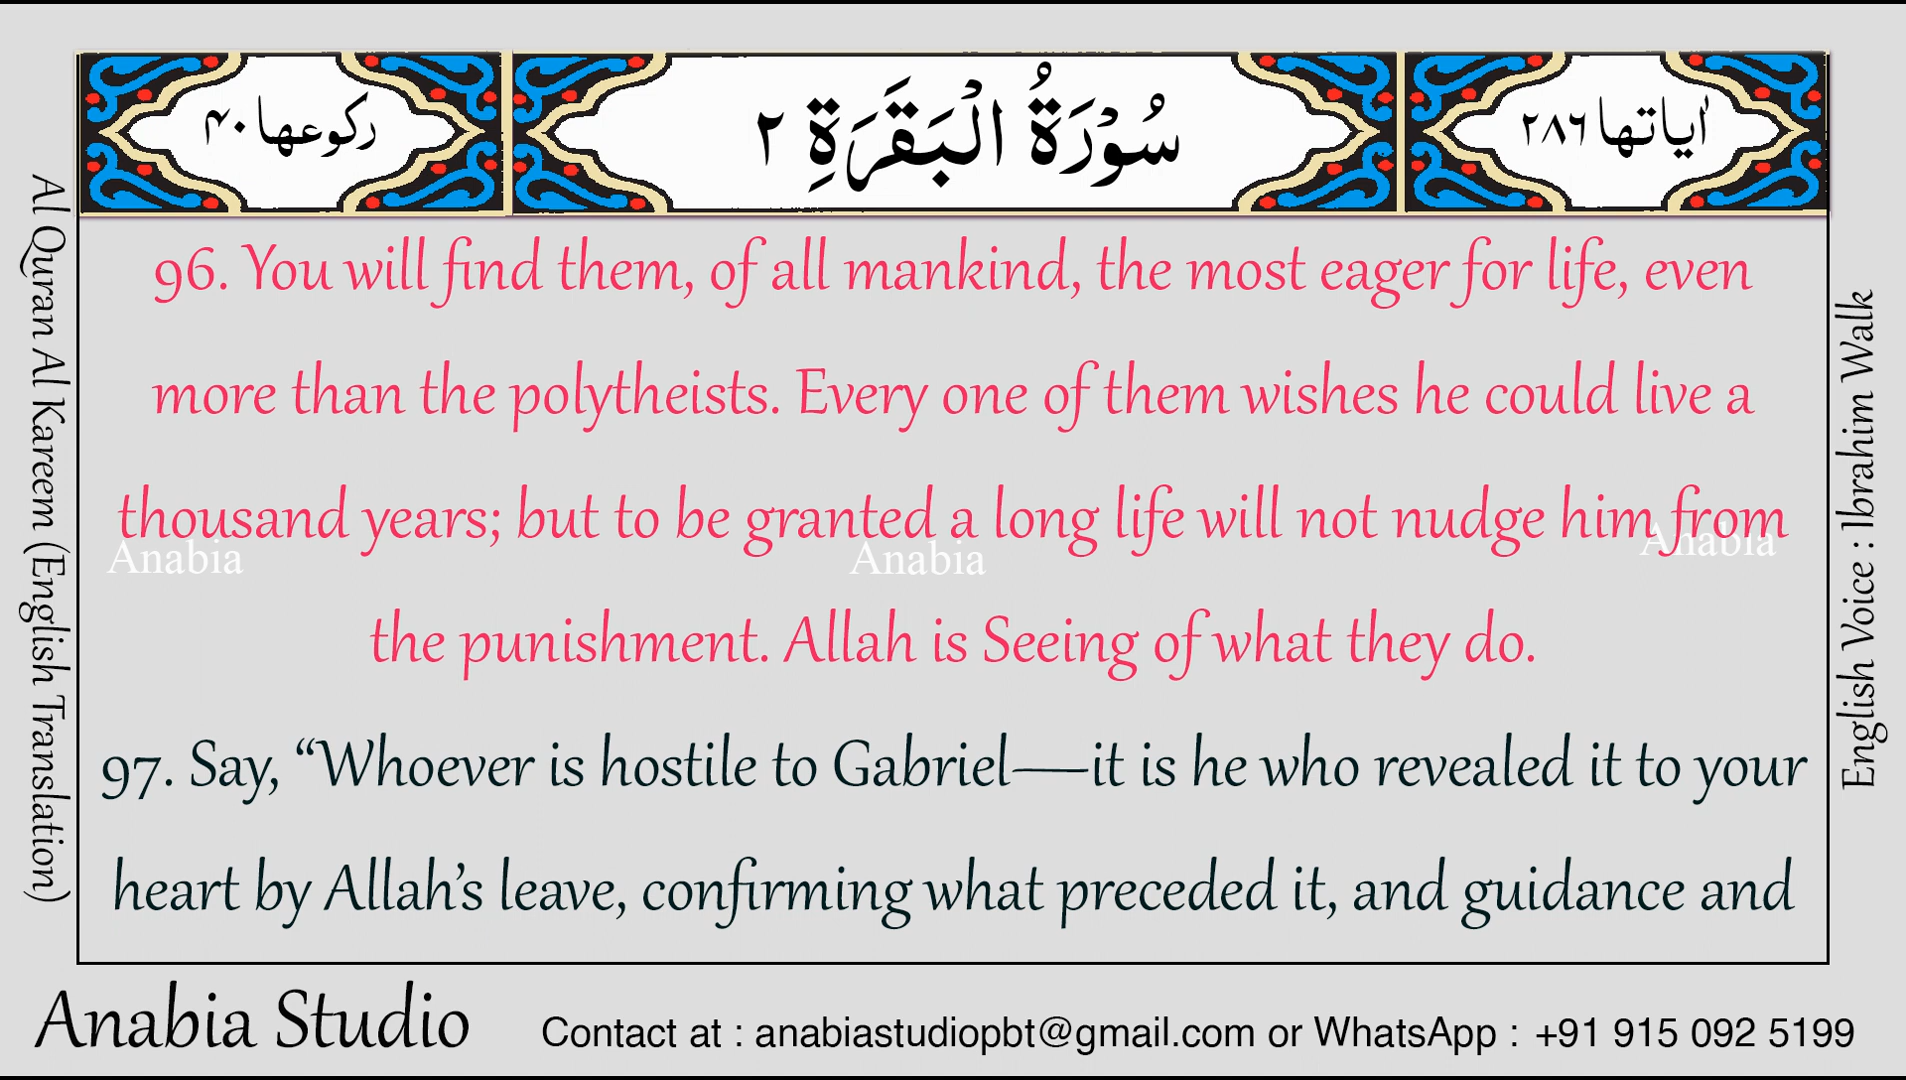 اٰیاتها ٢٨٦
سُوْرَةُ الْبَقَرَةِ ٢
رکوعها ۴۰
Al Quran Al Kareem (English Translation)
96. You will find them, of all mankind, the most eager for life, even
more than the polytheists. Every one of them wishes he could live a
thousand years; but to be granted a long life will not nudge him from
Anabia Anabia Anabia
the punishment. Allah is Seeing of what they do.
97. Say, “Whoever is hostile to Gabriel—it is he who revealed it to your
heart by Allah’s leave, confirming what preceded it, and guidance and
English Voice : Ibrahim Walk
Anabia Studio
Contact at : anabiastudiopbt@gmail.com or WhatsApp : +91 915 092 5199